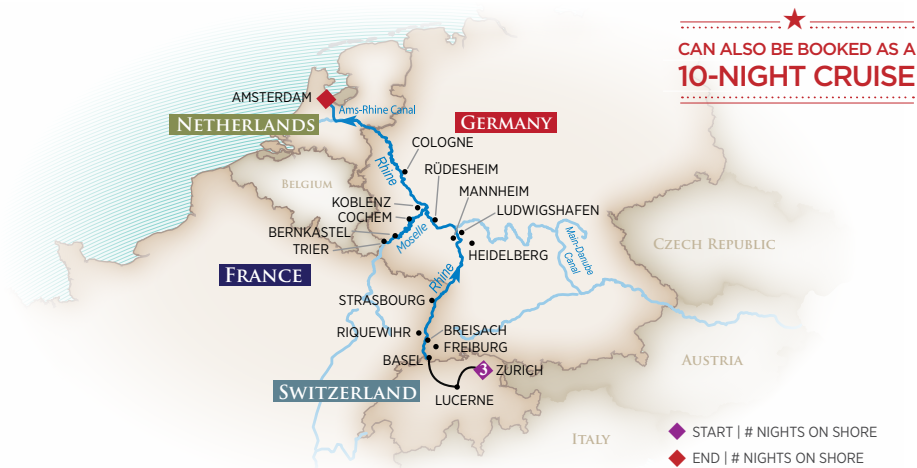 CAN ALSO BE BOOKED AS A
10-NIGHT CRUISE
AMSTERDAM
Ams-Rhine Canal
NETHERLANDS
GERMANY
COLOGNE
Rhine
RÜDESHEIM
BELGIUM
MANNHEIM
KOBLENZ
LUDWIGSHAFEN
COCHEM
BERNKASTEL
Moselle
TRIER
HEIDELBERG
Main-Danube
Canal
CZECH REPUBLIC
FRANCE
Rhine
STRASBOURG
RIQUEWIHR
BREISACH
FREIBURG
BASEL
3
ZURICH
AUSTRIA
SWITZERLAND
LUCERNE
ITALY
START | # NIGHTS ON SHORE
END | # NIGHTS ON SHORE